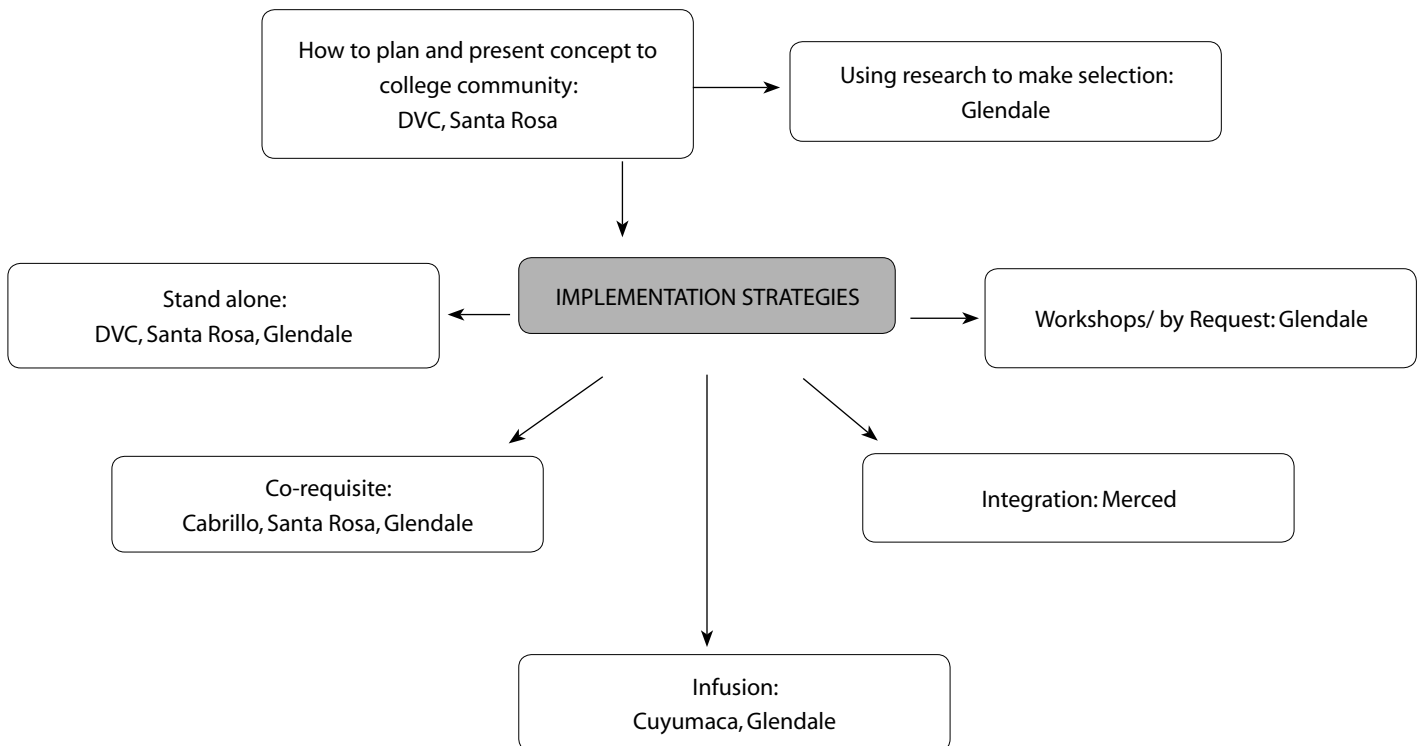 How to plan and present concept to
college community:
DVC, Santa Rosa
Using research to make selection:
Glendale
IMPLEMENTATION STRATEGIES
Stand alone:
DVC, Santa Rosa, Glendale
Workshops/ by Request: Glendale
Co-requisite:
Cabrillo, Santa Rosa, Glendale
Integration: Merced
Infusion:
Cuyumaca, Glendale